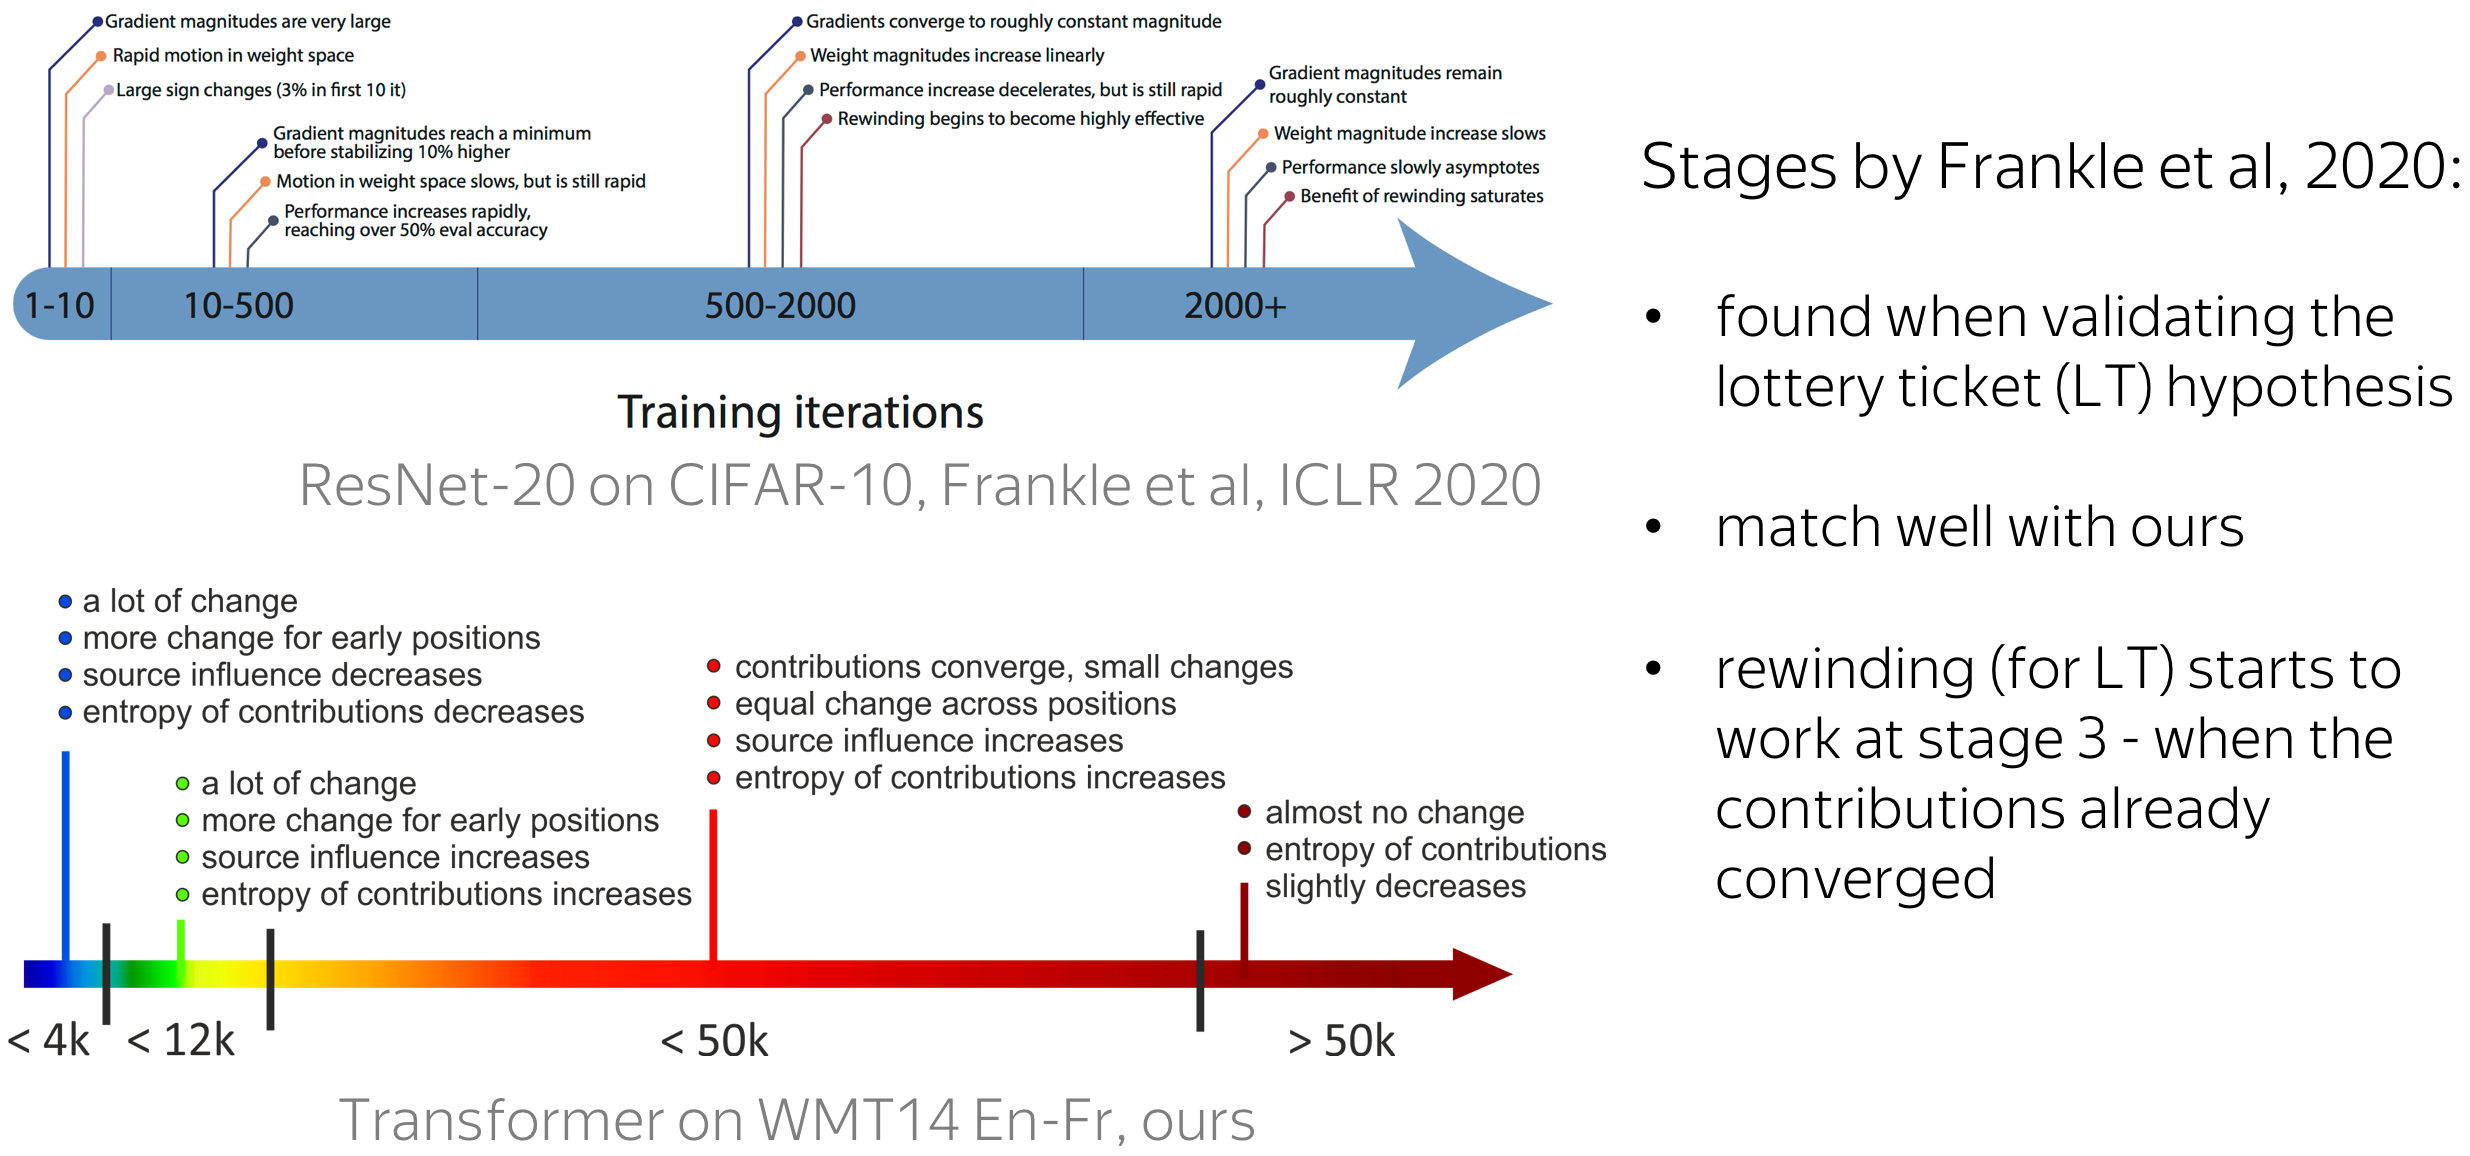 Gradient magnitudes are very large
Rapid motion in weight space
Large sign changes (3% in first 10 it)
Gradient magnitudes reach a minimum
before stabilizing 10% higher
Motion in weight space slows, but is still rapid
Performance increases rapidly,
reaching over 50% eval accuracy
Gradients converge to roughly constant magnitude
Weight magnitudes increase linearly
Performance increase decelerates, but is still rapid
Rewinding begins to become highly effective
Gradient magnitudes remain
roughly constant
Weight magnitude increase slows
Performance slowly asymptotes
Benefit of rewinding saturates
1-10
10-500
500-2000
2000+
Training iterations
ResNet-20 on CIFAR-10, Frankle et al, ICLR 2020
a lot of change
more change for early positions
source influence decreases
entropy of contributions decreases
a lot of change
more change for early positions
source influence increases
entropy of contributions increases
contributions converge, small changes
equal change across positions
source influence increases
entropy of contributions increases
almost no change
entropy of contributions
slightly decreases
< 4k
< 12k
< 50k
> 50k
Transformer on WMT14 En-Fr, ours
Stages by Frankle et al, 2020:
• found when validating the
lottery ticket (LT) hypothesis
• match well with ours
• rewinding (for LT) starts to
work at stage 3 - when the
contributions already
converged